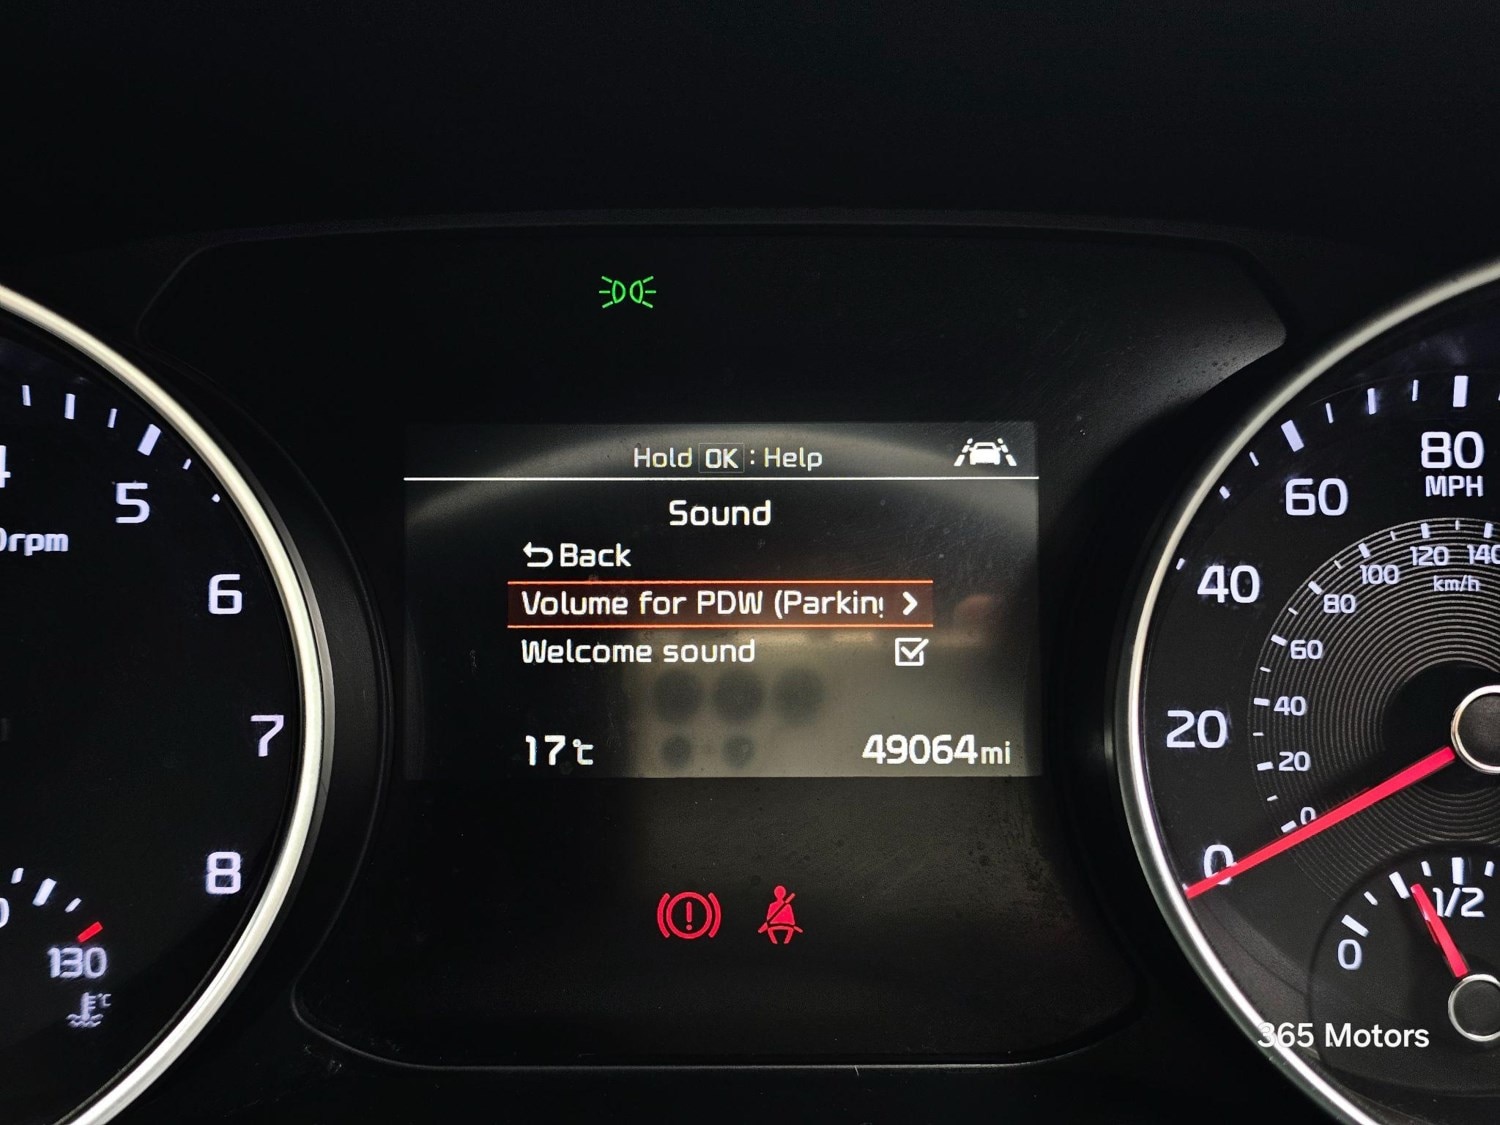 Hold OK : Help
Sound
Back
Volume for PDW (Parkin
Welcome sound
17℃
49064mi
5
6
7
8
rpm
130
℃
80
MPH
60
40
20
0
140
120
100
80
60
40
20
0
km/h
1/2
0
365 Motors